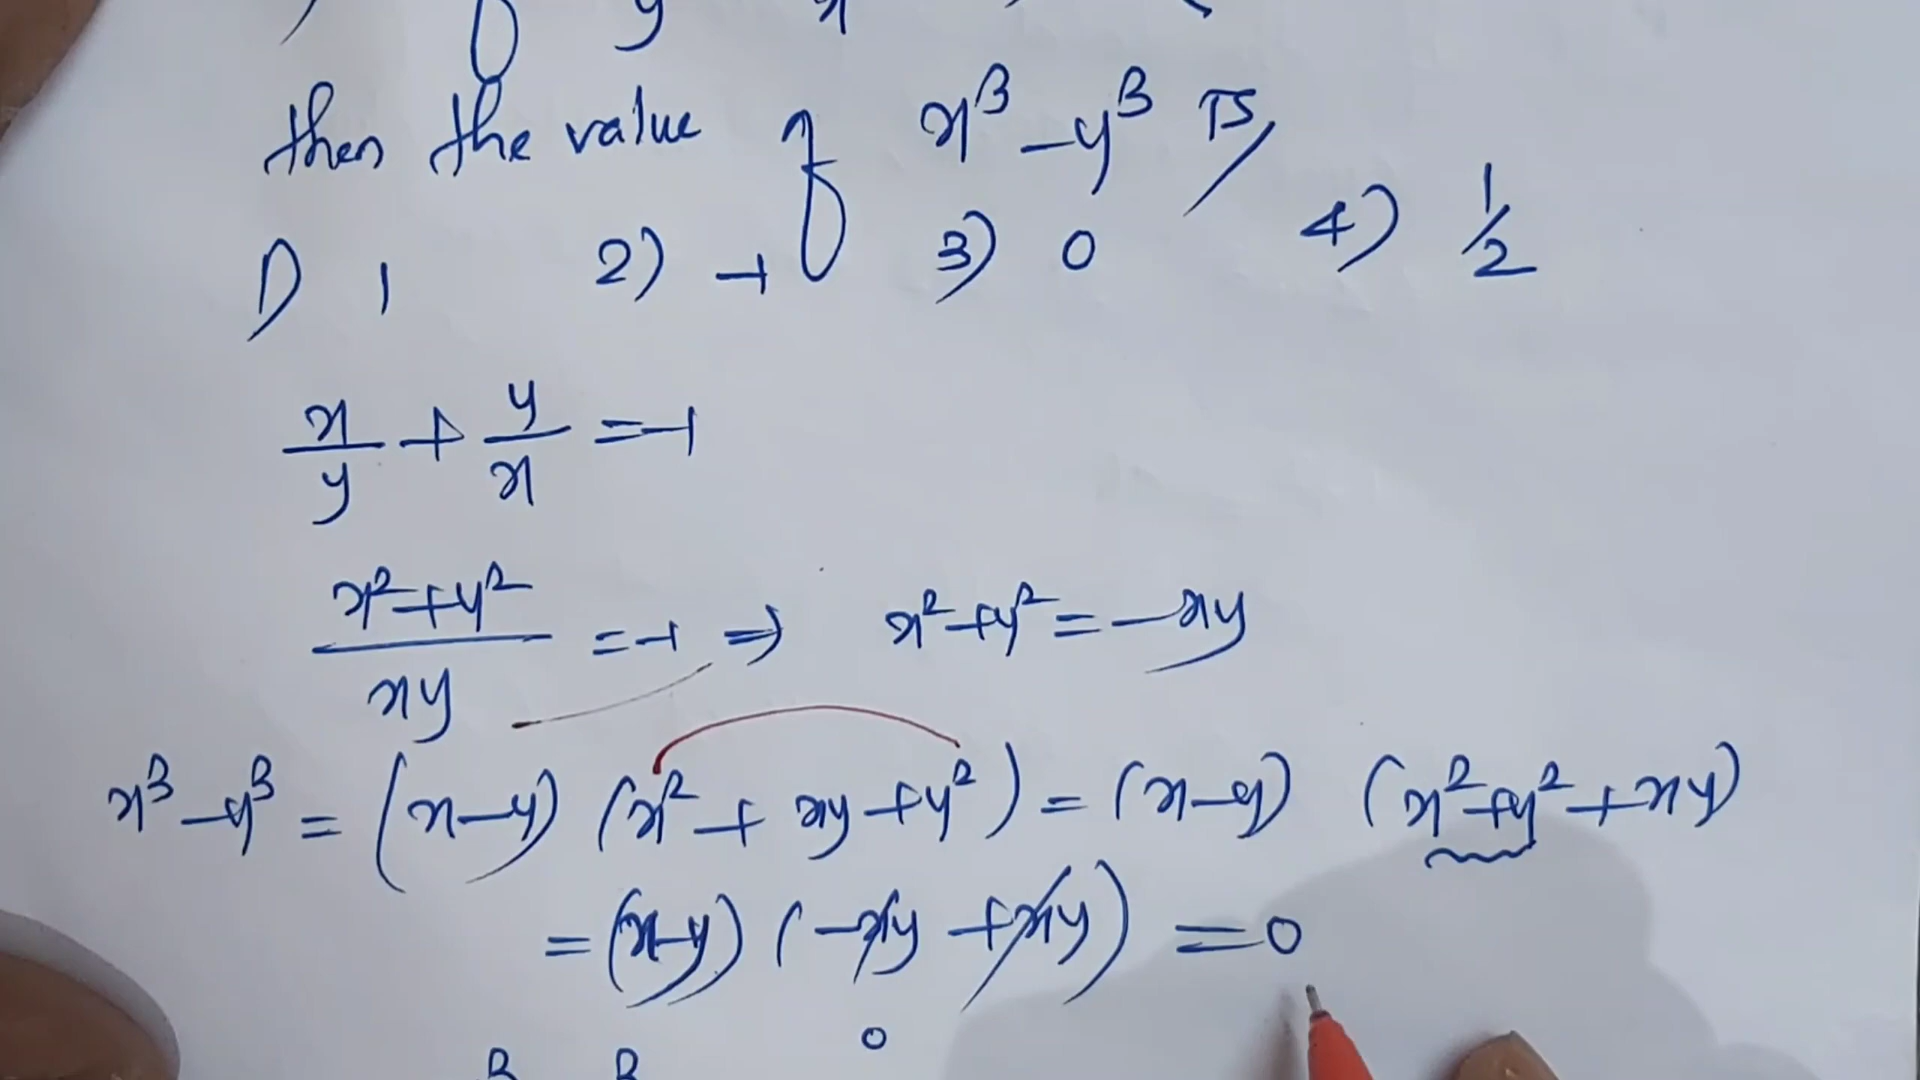 then the value of x³ - y³ is,
1) 1 2) -1 3) 0 4) 1/2
x/y + y/x = -1
(x²+y²)/xy = -1 ⇒ x²+y² = -xy
x³-y³ = (x-y) (x² + xy + y²) = (x-y) (x²+y²+xy)
= (x-y) (-xy + xy) = 0
0